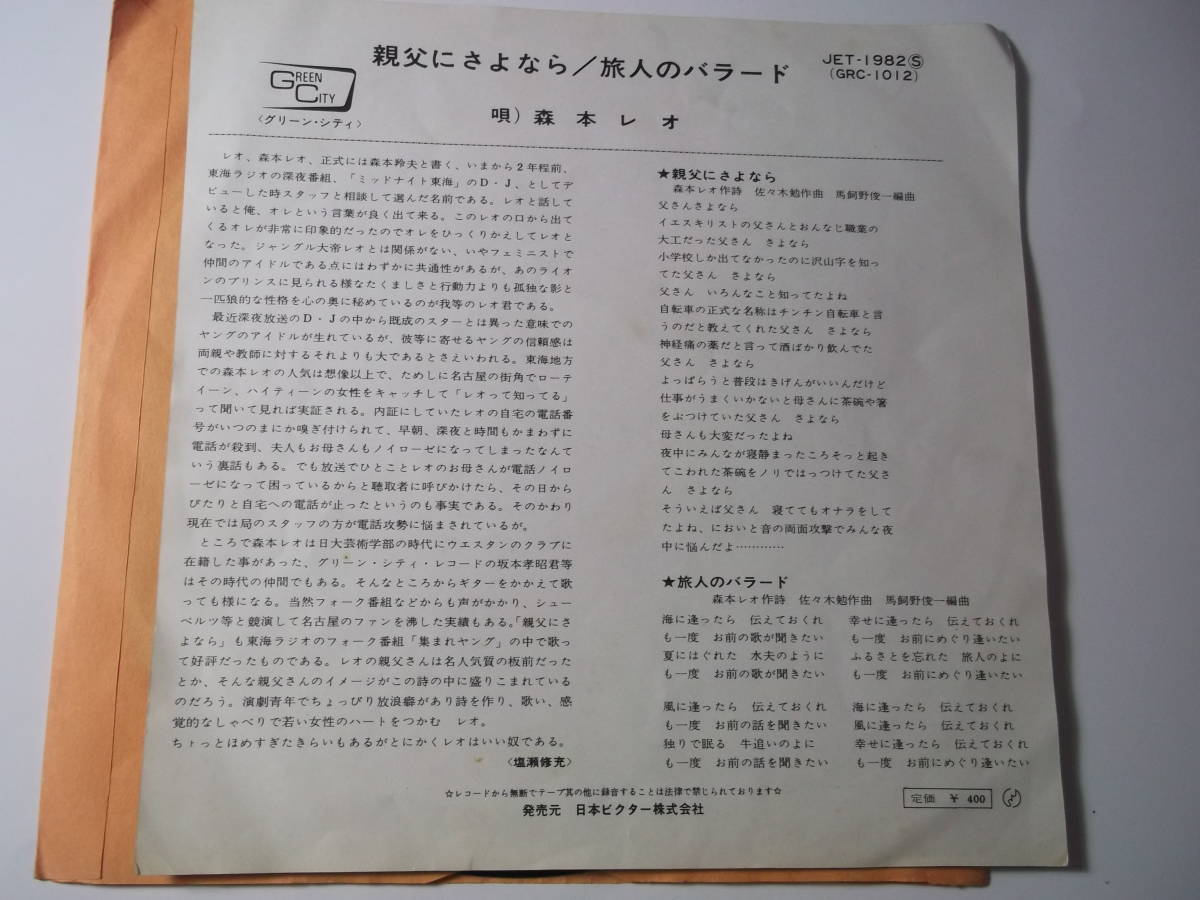 GREEN CITY
〈グリーン・シティ〉
親父にさよなら／旅人のバラード
JET-1982Ⓢ
(GRC-1012)
唄）森本レオ
レオ、森本レオ、正式には森本羚夫と書く、いまから2年程前、
東海ラジオの深夜番組、「ミッドナイト東海」のD・J、としてデ
ビューした時スタッフと相談して選んだ名前である。レオと話して
いると俺、オレという言葉が良く出て来る。このレオの口から出て
くるオレが非常に印象的だったのでオレをひっくりかえしてレオと
なった。ジャングル大帝レオとは関係がない、いやフェミニストで
仲間のアイドルである点にはわずかに共通性があるが、あのライオ
ンのプリンスに見られる様なたくましさと行動力よりも孤独な影と
一匹狼的な性格を心の奥に秘めているのが我等のレオ君である。
最近深夜放送のD・Jの中から既成のスターとは異った意味での
ヤングのアイドルが生れているが、彼等に寄せるヤングの信頼感は
両親や教師に対するそれよりも大であるとさえいわれる。東海地方
での森本レオの人気は想像以上で、ためしに名古屋の街角でローテ
ィーン、ハイティーンの女性をキャッチして「レオって知ってる」
って聞いて見れば実証される。内証にしていたレオの自宅の電話番
号がいつのまにか嗅ぎ付けられて、早朝、深夜と時間もかまわずに
電話が殺到、夫人もお母さんもノイローゼになってしまったなんて
いう裏話もある。でも放送でひとことレオのお母さんが電話ノイロ
ーゼになって困っているからと聴取者に呼びかけたら、その日から
ぴたりと自宅への電話が止ったというのも事実である。そのかわり
現在では局のスタッフの方が電話攻勢に悩まされているが。
ところで森本レオは日大芸術学部の時代にウエスタンのクラブに
在籍した事があった、グリーン・シティ・レコードの坂本孝昭君等
はその時代の仲間でもある。そんなところからギターをかかえて歌
っても様になる。当然フォーク番組などからも声がかかり、シュー
ベルツ等と競演して名古屋のファンを沸した実績もある。「親父にさ
よなら」も東海ラジオのフォーク番組「集まれヤング」の中で歌っ
て好評だったものである。レオの親父さんは名人気質の板前だった
とか、そんな親父さんのイメージがこの詩の中に盛りこまれている
のだろう。演劇青年でちょっぴり放浪癖があり詩を作り、歌い、感
覚的なしゃべりで若い女性のハートをつかむ レオ。
ちょっとほめすぎたきらいもあるがとにかくレオはいい奴である。
〈塩瀬修充〉
★親父にさよなら
森本レオ作詩 佐々木勉作曲 馬飼野俊一編曲
父さんさよなら
イエスキリストの父さんとおんなじ職業の
大工だった父さん さよなら
小学校しか出てなかったのに沢山字を知っ
てた父さん さよなら
父さん いろんなこと知ってたよね
自転車の正式な名称はチンチン自転車と言
うのだと教えてくれた父さん さよなら
神経痛の薬だと言って酒ばかり飲んでた
父さん さよなら
よっぱらうと普段はきげんがいいんだけど
仕事がうまくいかないと母さんに茶碗や箸
をぶつけていた父さん さよなら
母さんも大変だったよね
夜中にみんなが寝静まったころそっと起き
てこわれた茶碗をノリではっつけてた父さ
ん さよなら
そういえば父さん 寝ててもオナラをして
たよね、においと音の両面攻撃でみんな夜
中に悩んだよ…………
★旅人のバラード
森本レオ作詩 佐々木勉作曲 馬飼野俊一編曲
海に逢ったら 伝えておくれ
も一度 お前の歌が聞きたい
夏にはぐれた 水夫のように
も一度 お前の歌が聞きたい
風に逢ったら 伝えておくれ
も一度 お前の話を聞きたい
独りで眠る 牛追いのよに
も一度 お前の話を聞きたい
幸せに逢ったら 伝えておくれ
も一度 お前にめぐり逢いたい
ふるさとを忘れた 旅人のよに
も一度 お前にめぐり逢いたい
海に逢ったら 伝えておくれ
風に逢ったら 伝えておくれ
幸せに逢ったら 伝えておくれ
も一度 お前にめぐり逢いたい
☆レコードから無断でテープ其の他に録音することは法律で禁じられております☆
発売元 日本ビクター株式会社
定価 ￥400